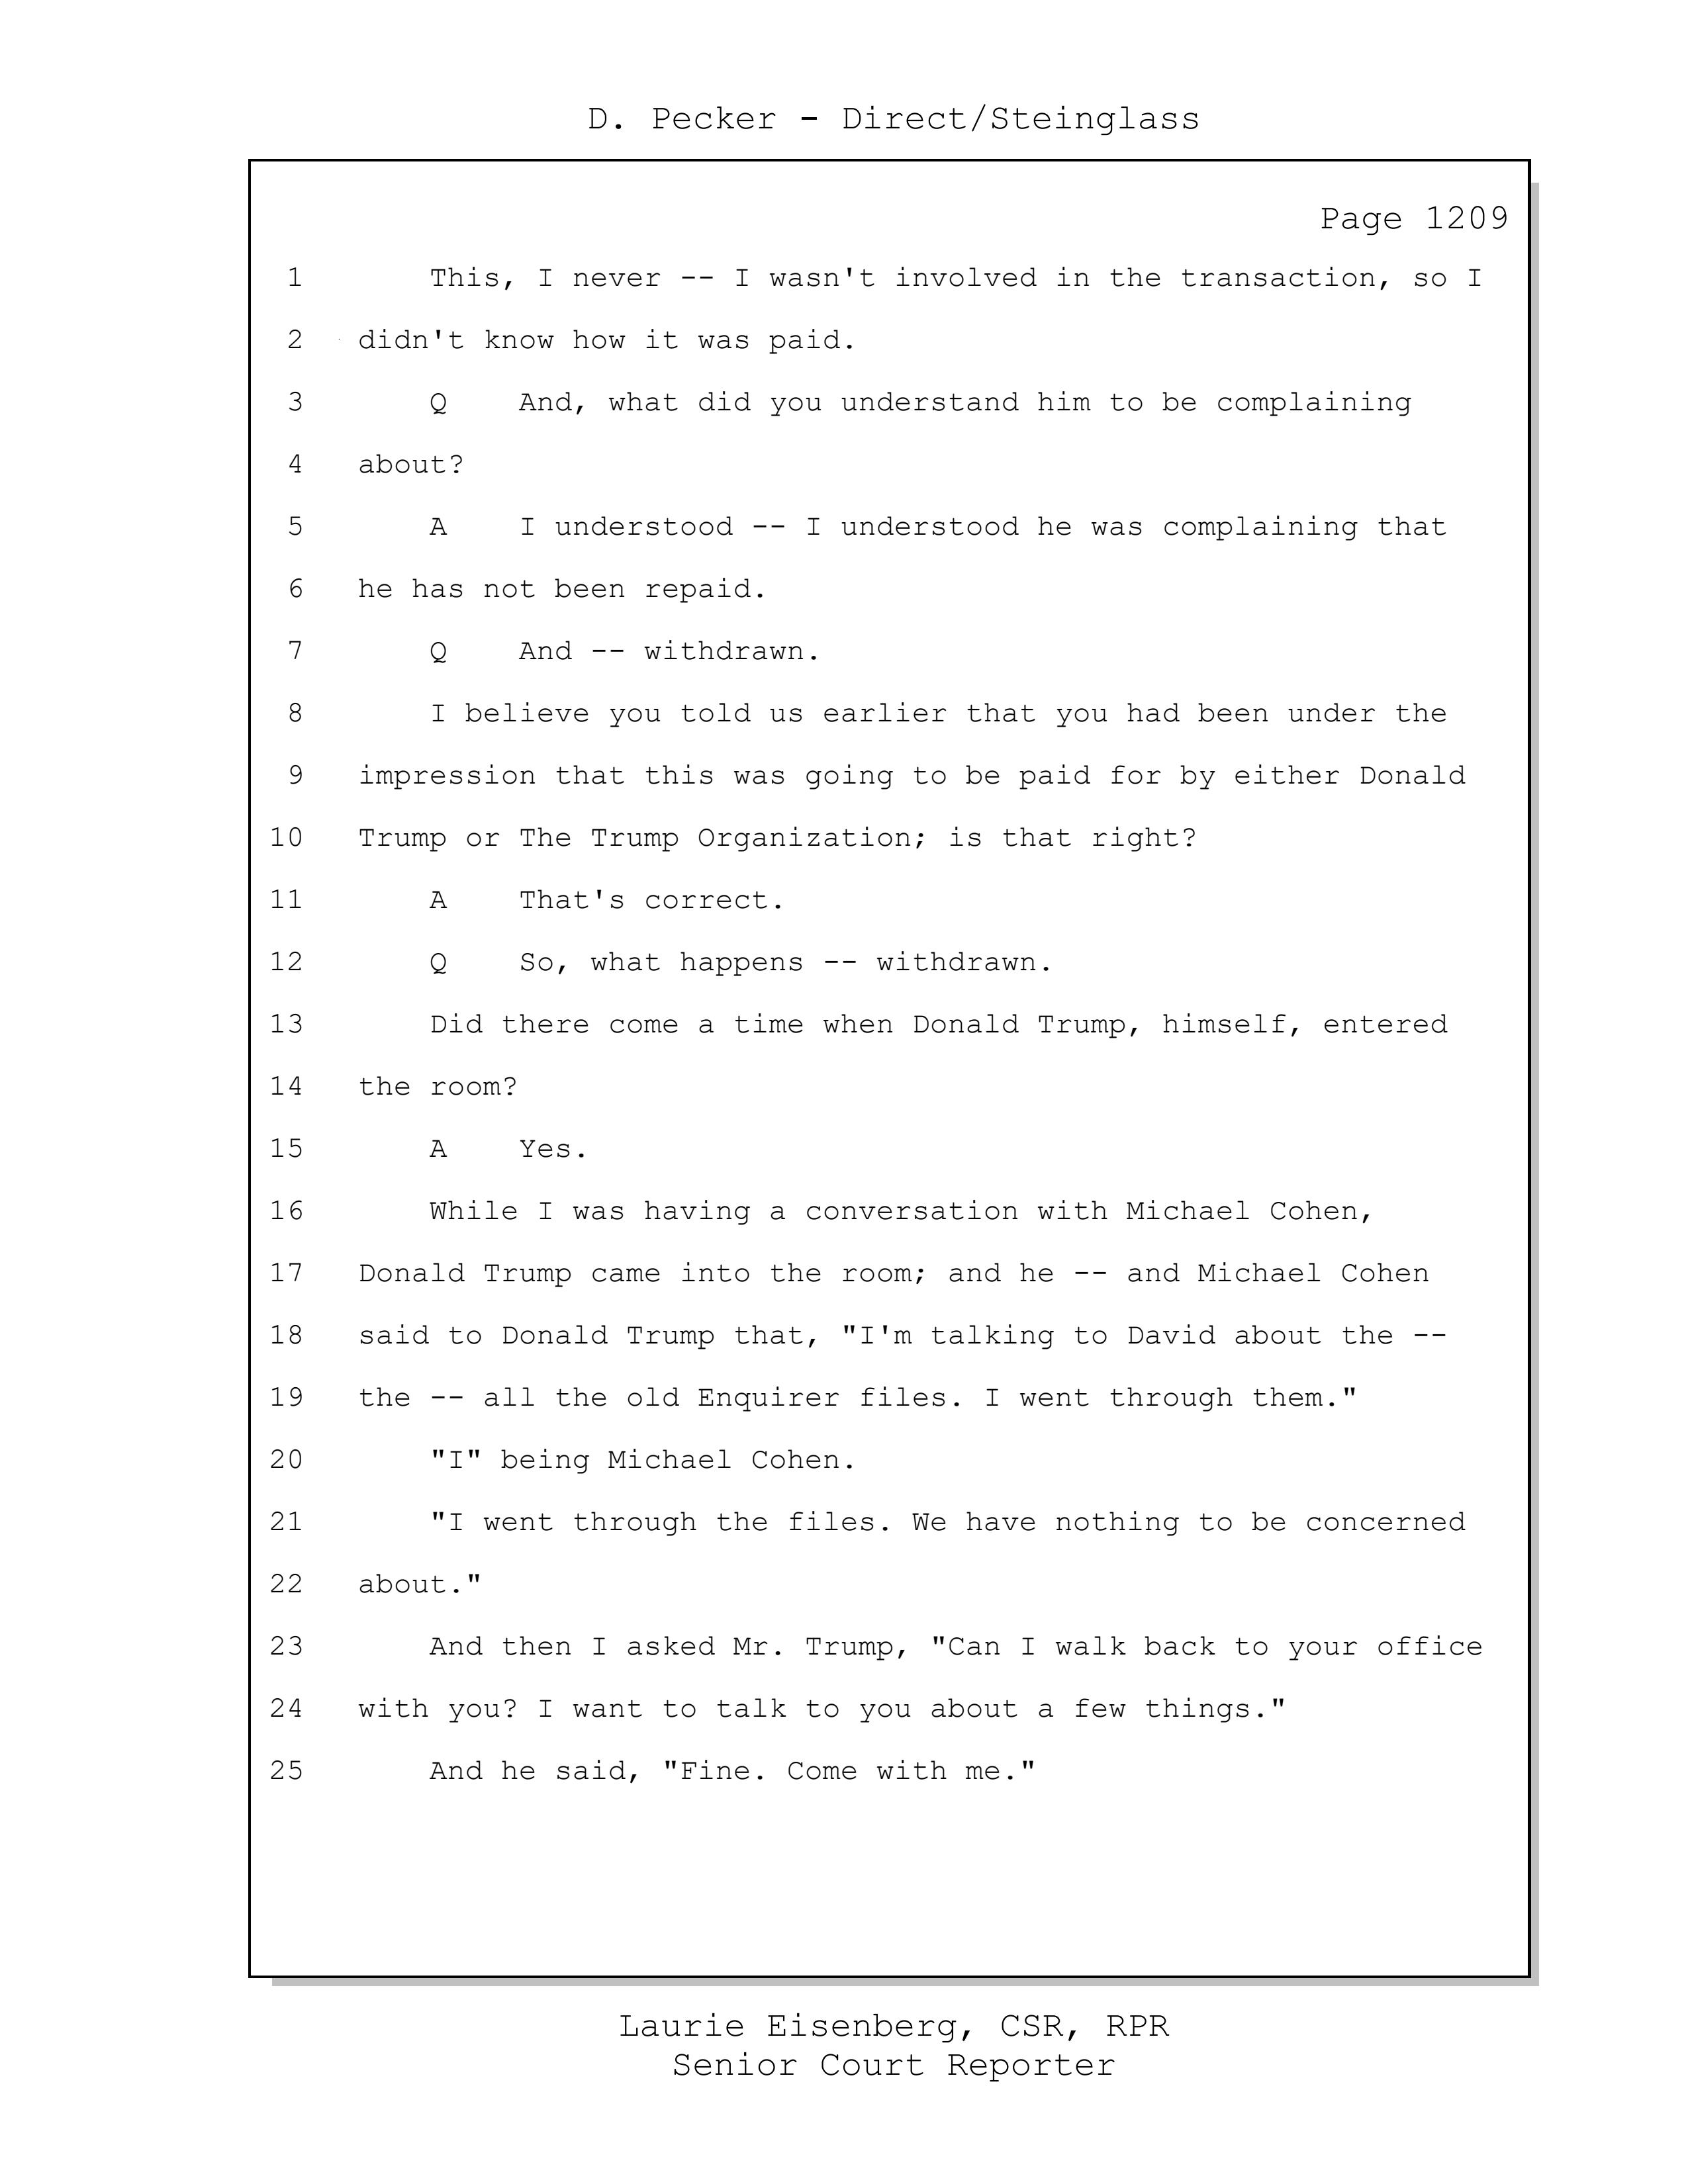 D. Pecker - Direct/Steinglass
Page 1209
1 This, I never -- I wasn't involved in the transaction, so I
2 didn't know how it was paid.
3 Q And, what did you understand him to be complaining
4 about?
5 A I understood -- I understood he was complaining that
6 he has not been repaid.
7 Q And -- withdrawn.
8 I believe you told us earlier that you had been under the
9 impression that this was going to be paid for by either Donald
10 Trump or The Trump Organization; is that right?
11 A That's correct.
12 Q So, what happens -- withdrawn.
13 Did there come a time when Donald Trump, himself, entered
14 the room?
15 A Yes.
16 While I was having a conversation with Michael Cohen,
17 Donald Trump came into the room; and he -- and Michael Cohen
18 said to Donald Trump that, "I'm talking to David about the --
19 the -- all the old Enquirer files. I went through them."
20 "I" being Michael Cohen.
21 "I went through the files. We have nothing to be concerned
22 about."
23 And then I asked Mr. Trump, "Can I walk back to your office
24 with you? I want to talk to you about a few things."
25 And he said, "Fine. Come with me."
Laurie Eisenberg, CSR, RPR
Senior Court Reporter